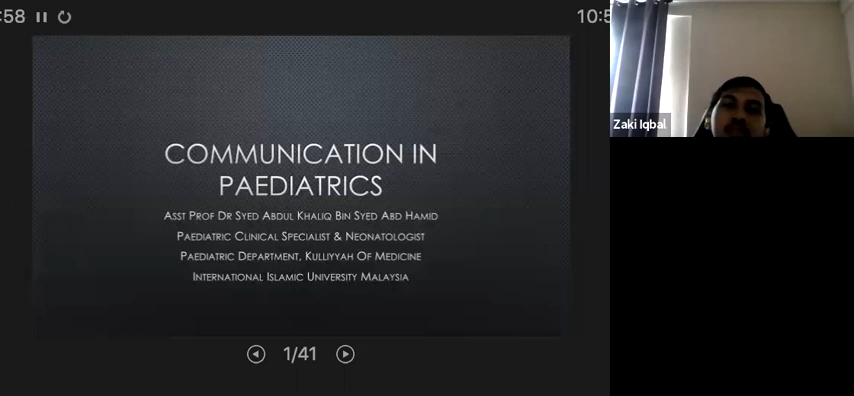 :58
10:5
COMMUNICATION IN
PAEDIATRICS
ASST PROF DR SYED ABDUL KHALIQ BIN SYED ABD HAMID
PAEDIATRIC CLINICAL SPECIALIST & NEONATOLOGIST
PAEDIATRIC DEPARTMENT, KULLIYYAH OF MEDICINE
INTERNATIONAL ISLAMIC UNIVERSITY MALAYSIA
1/41
Zaki Iqbal